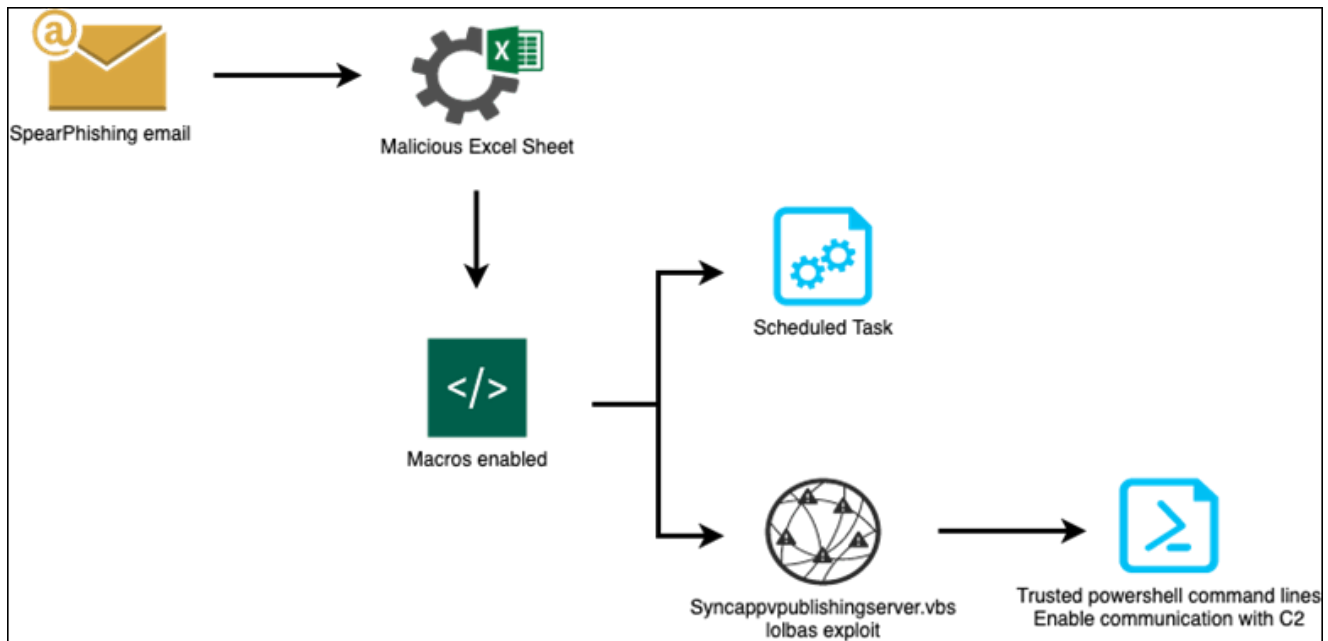 @
SpearPhishing email
X
Malicious Excel Sheet
Scheduled Task
</>
Macros enabled
Syncappvpublishingserver.vbs
lolbas exploit
Trusted powershell command lines
Enable communication with C2